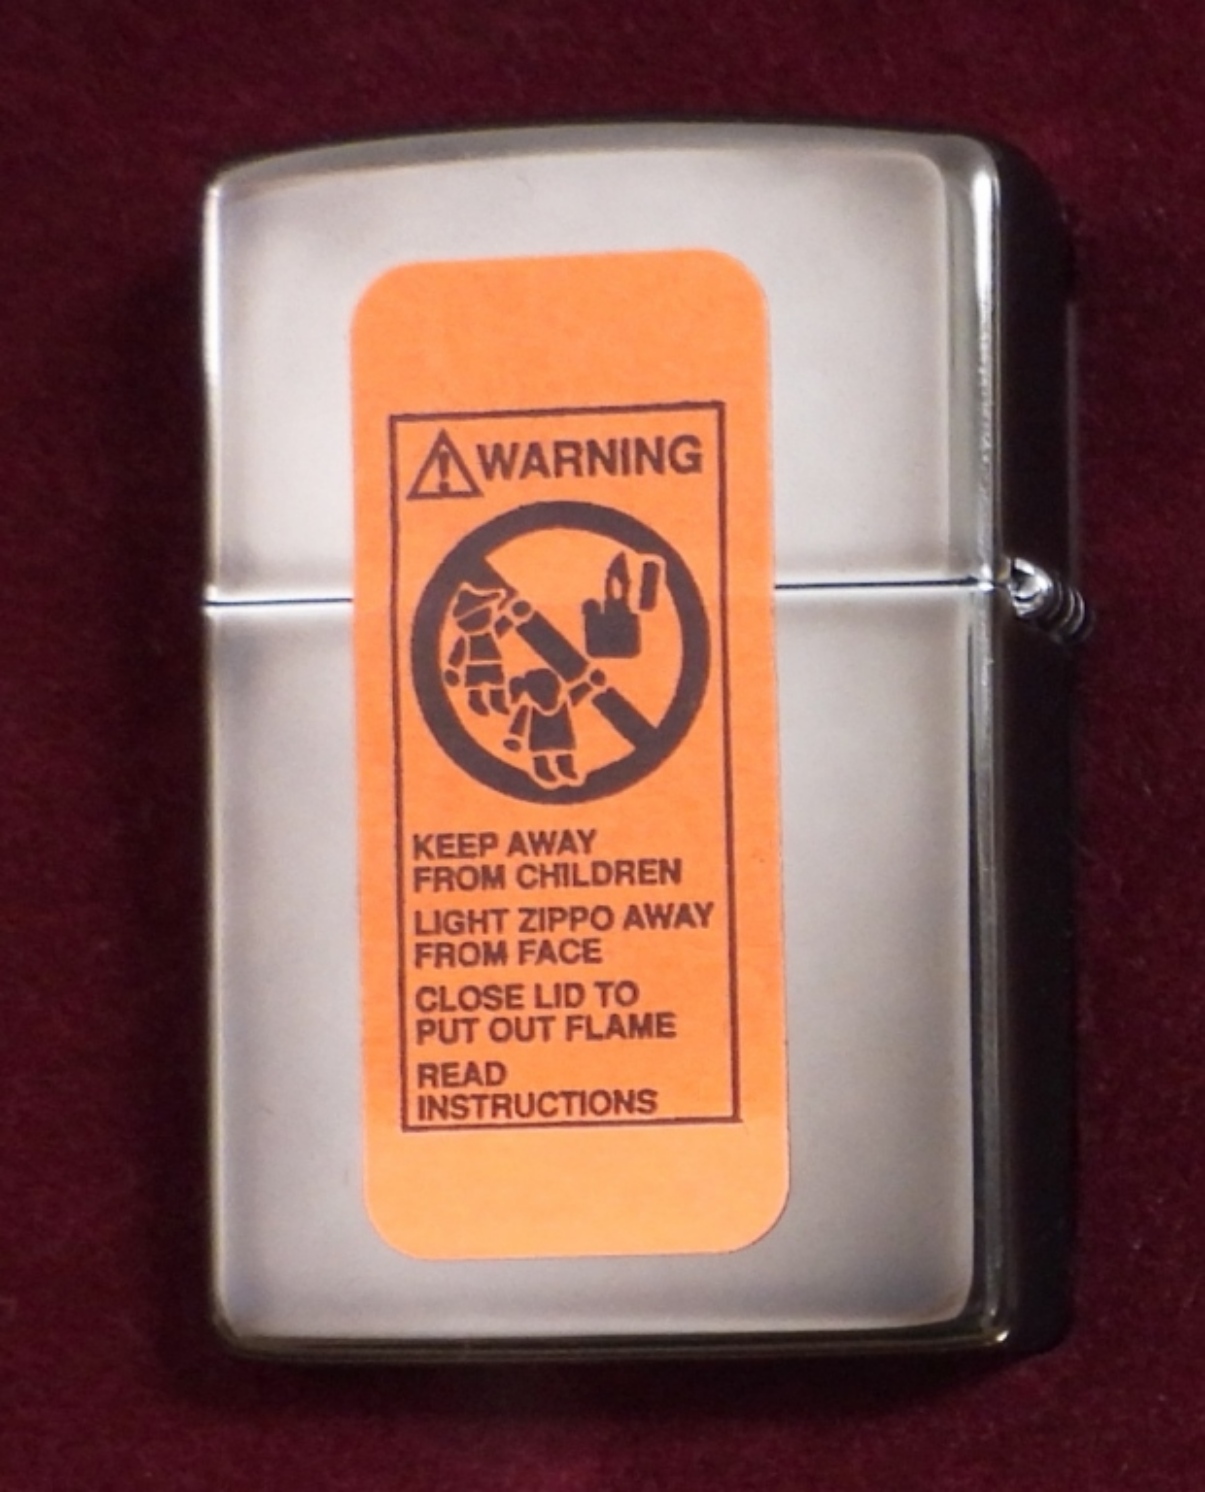 WARNING
KEEP AWAY
FROM CHILDREN
LIGHT ZIPPO AWAY
FROM FACE
CLOSE LID TO
PUT OUT FLAME
READ
INSTRUCTIONS